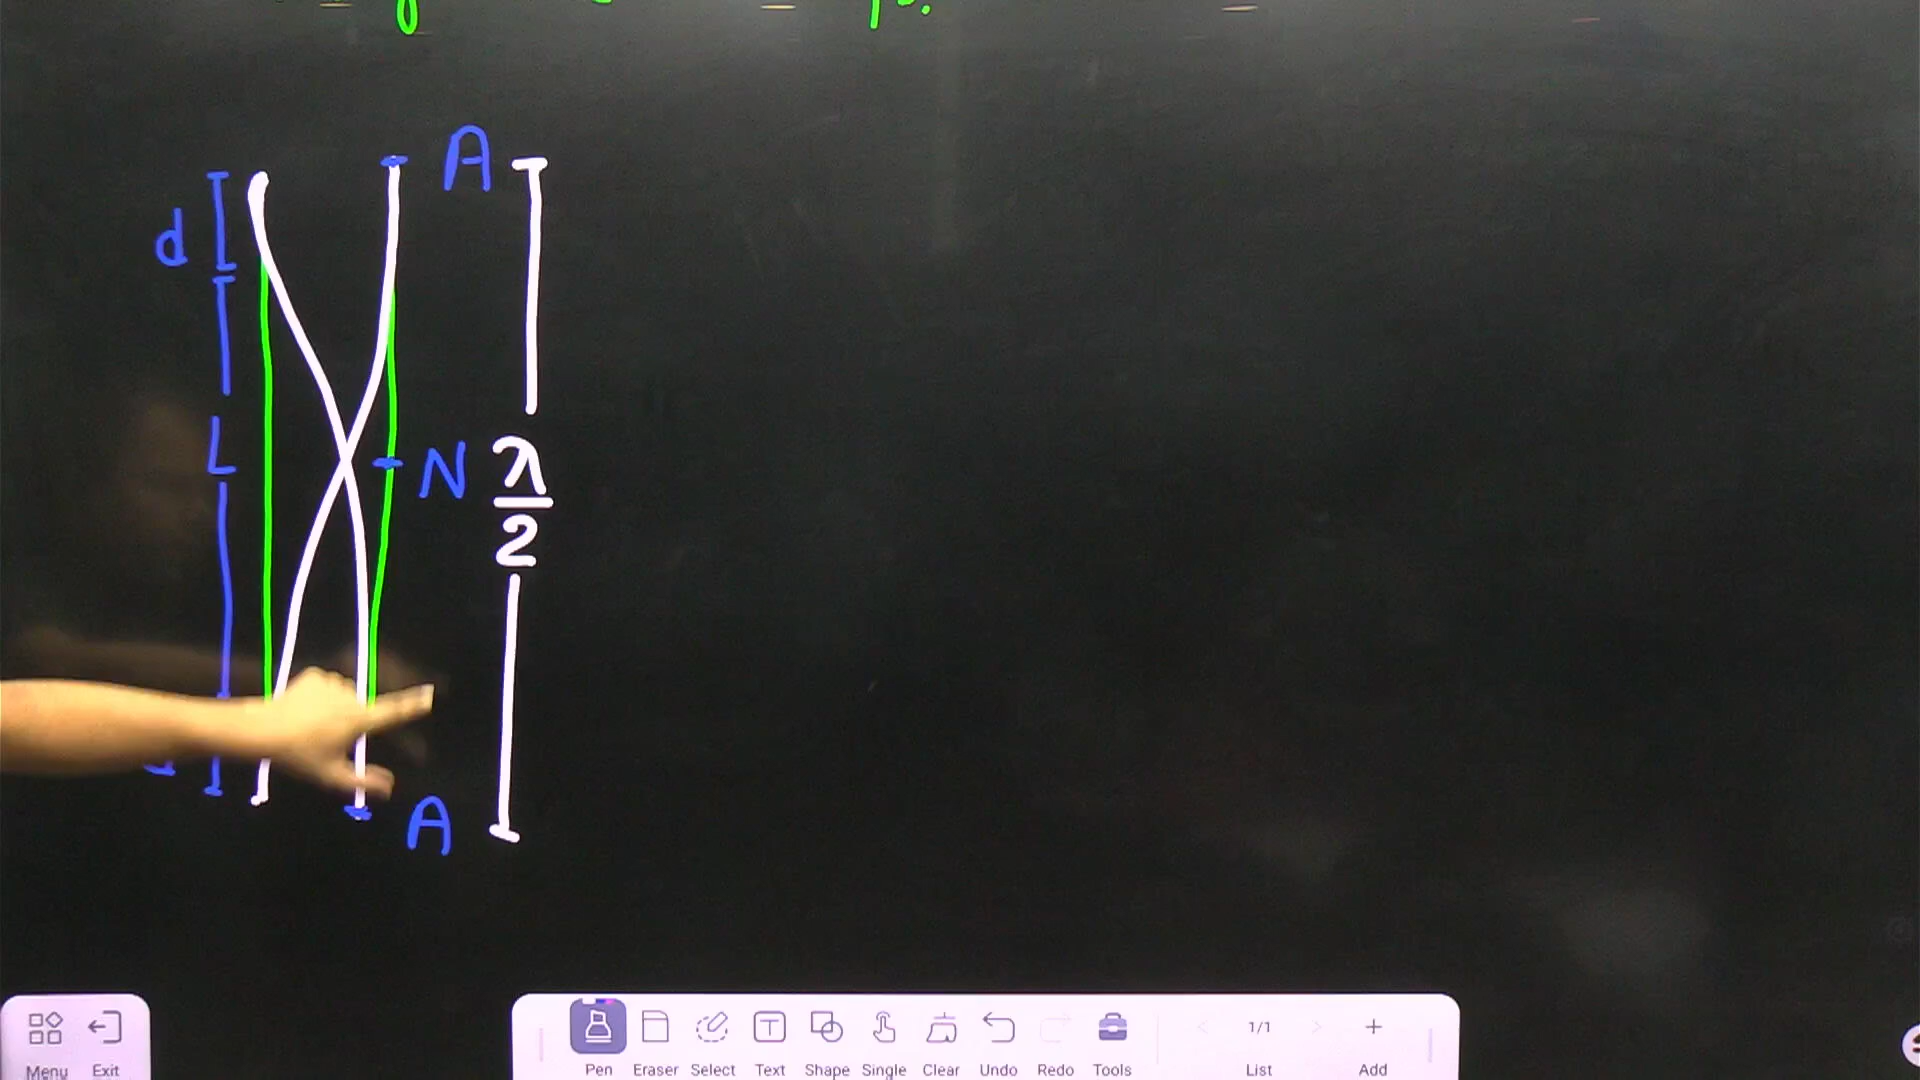 A
d
L
N
λ/2
A
Menu Exit
Pen Eraser Select Text Shape Single Clear Undo Redo Tools
1/1
List
+
Add